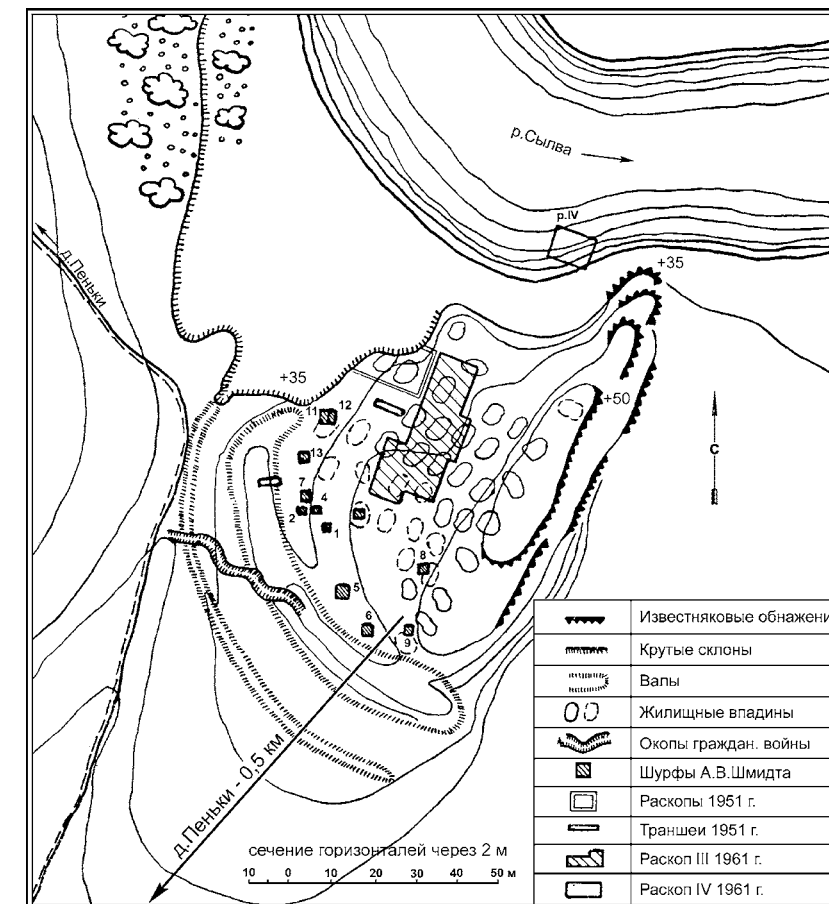 р.Сылва
р.IV
д.Пеньки
+35
+35
+50
11
12
13
7
4
2
1
8
5
6
9
С
д.Пеньки - 0,5 км
сечение горизонталей через 2 м
10 0 10 20 30 40 50 м
Известняковые обнажени
Крутые склоны
Валы
Жилищные впадины
Окопы граждан. войны
Шурфы А.В.Шмидта
Раскопы 1951 г.
Траншеи 1951 г.
Раскоп III 1961 г.
Раскоп IV 1961 г.